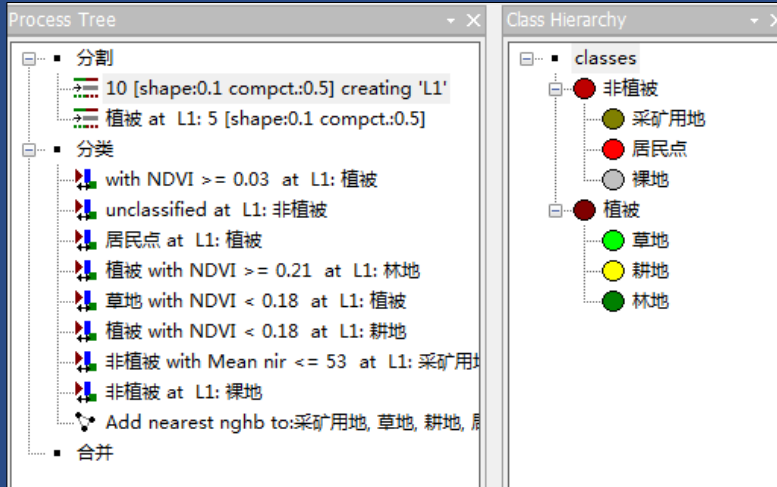 Process Tree
分割
10 [shape:0.1 compct.:0.5] creating 'L1'
植被 at L1: 5 [shape:0.1 compct.:0.5]
分类
with NDVI >= 0.03 at L1: 植被
unclassified at L1: 非植被
居民点 at L1: 植被
植被 with NDVI >= 0.21 at L1: 林地
草地 with NDVI < 0.18 at L1: 植被
植被 with NDVI < 0.18 at L1: 耕地
非植被 with Mean nir <= 53 at L1: 采矿用
非植被 at L1: 裸地
Add nearest nghb to:采矿用地, 草地, 耕地,
合并
Class Hierarchy
classes
非植被
采矿用地
居民点
裸地
植被
草地
耕地
林地